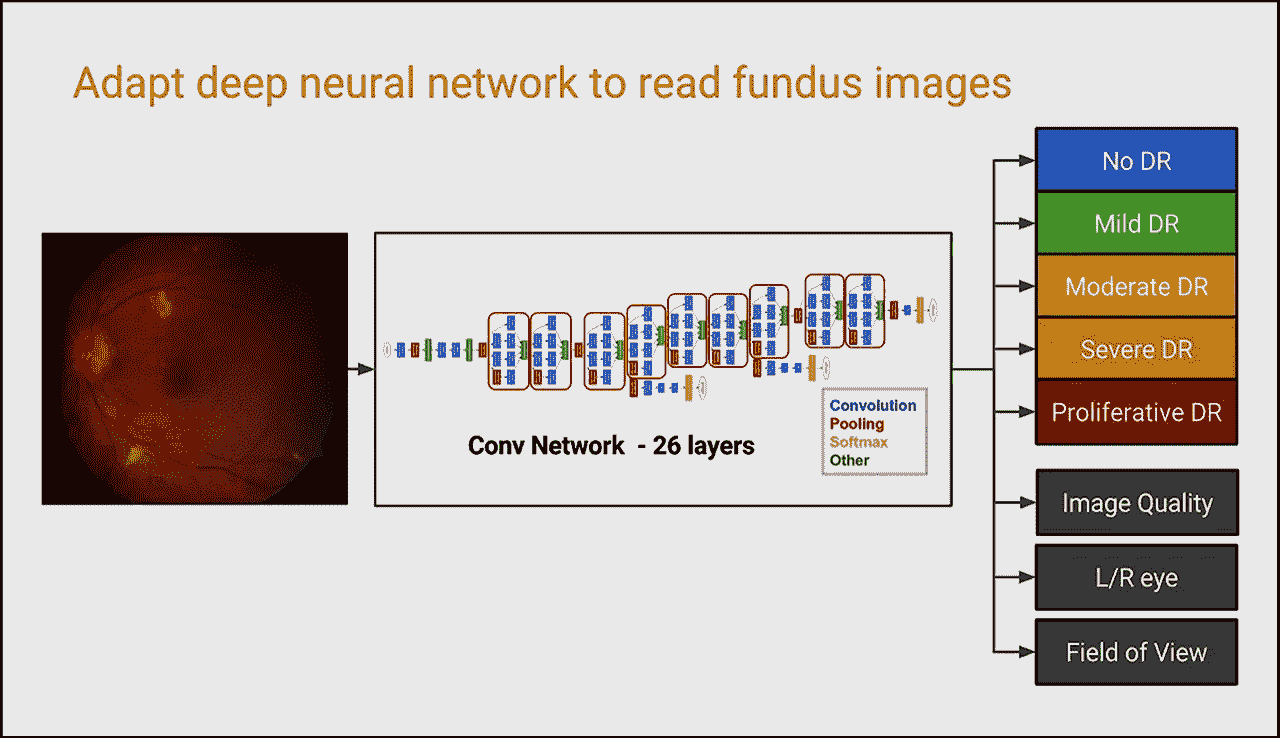 Adapt deep neural network to read fundus images
No DR
Mild DR
Moderate DR
Severe DR
Proliferative DR
Image Quality
L/R eye
Field of View
Convolution
Pooling
Softmax
Other
Conv Network - 26 layers